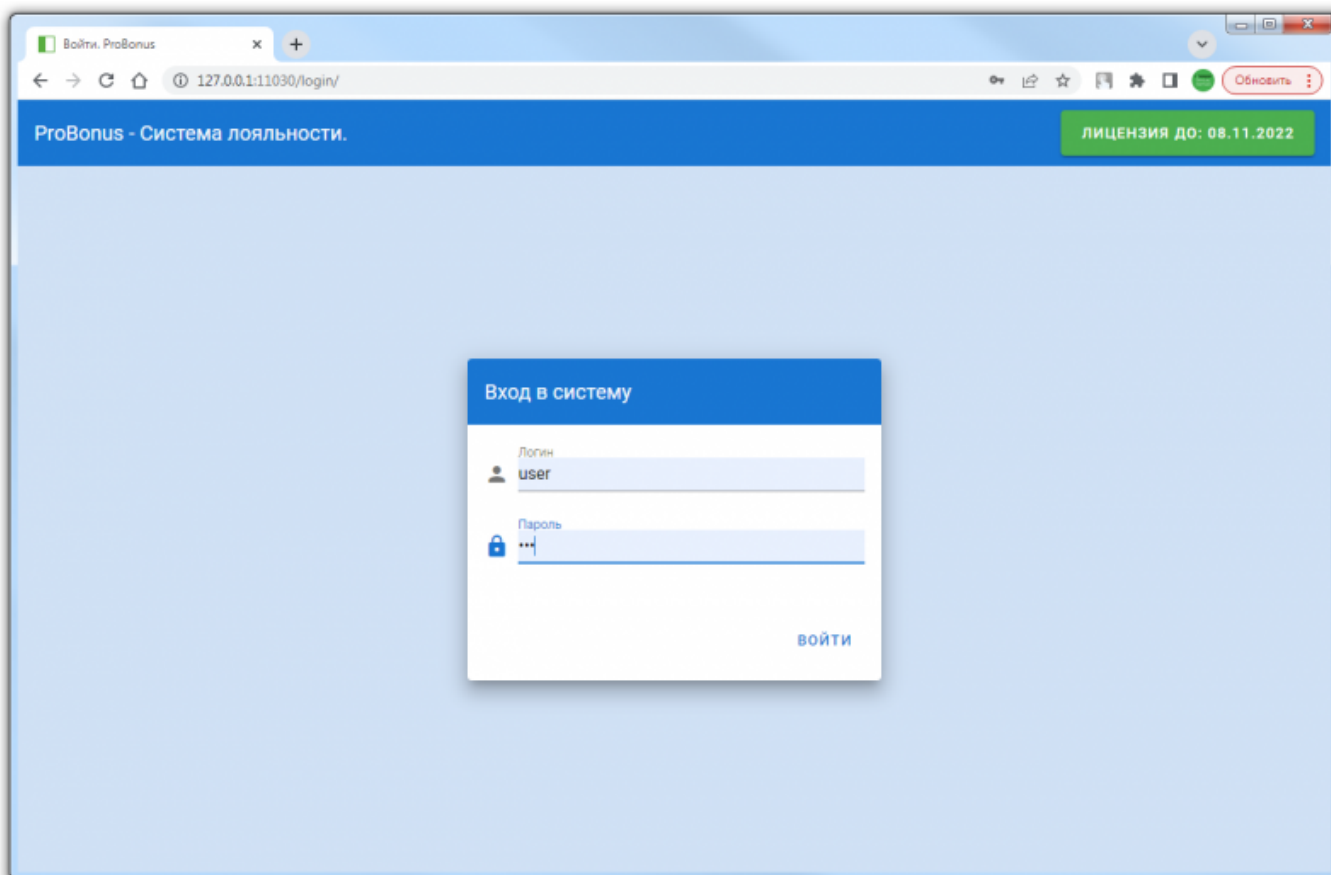 Войти. ProBonus
127.0.0.1:11030/login/
Обновить
ProBonus - Система лояльности.
ЛИЦЕНЗИЯ ДО: 08.11.2022
Вход в систему
Логин
user
Пароль
•••
ВОЙТИ